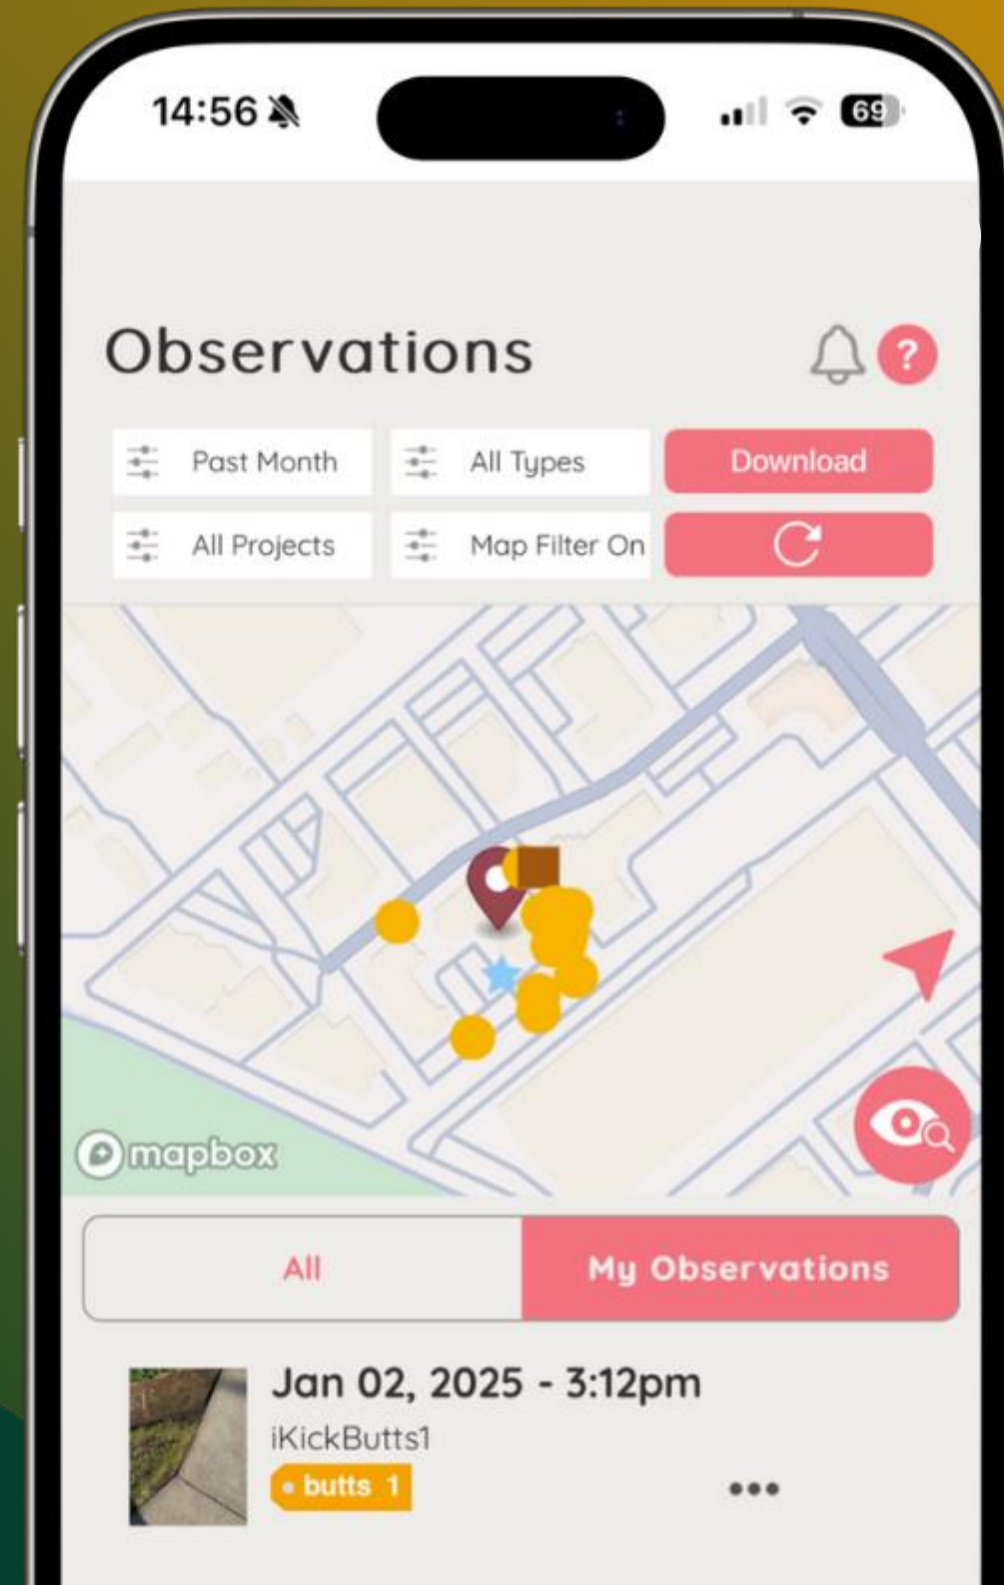 14:56
69
Observations
?
Past Month
All Types
Download
All Projects
Map Filter On
mapbox
All
My Observations
Jan 02, 2025 - 3:12pm
iKickButts1
butts 1